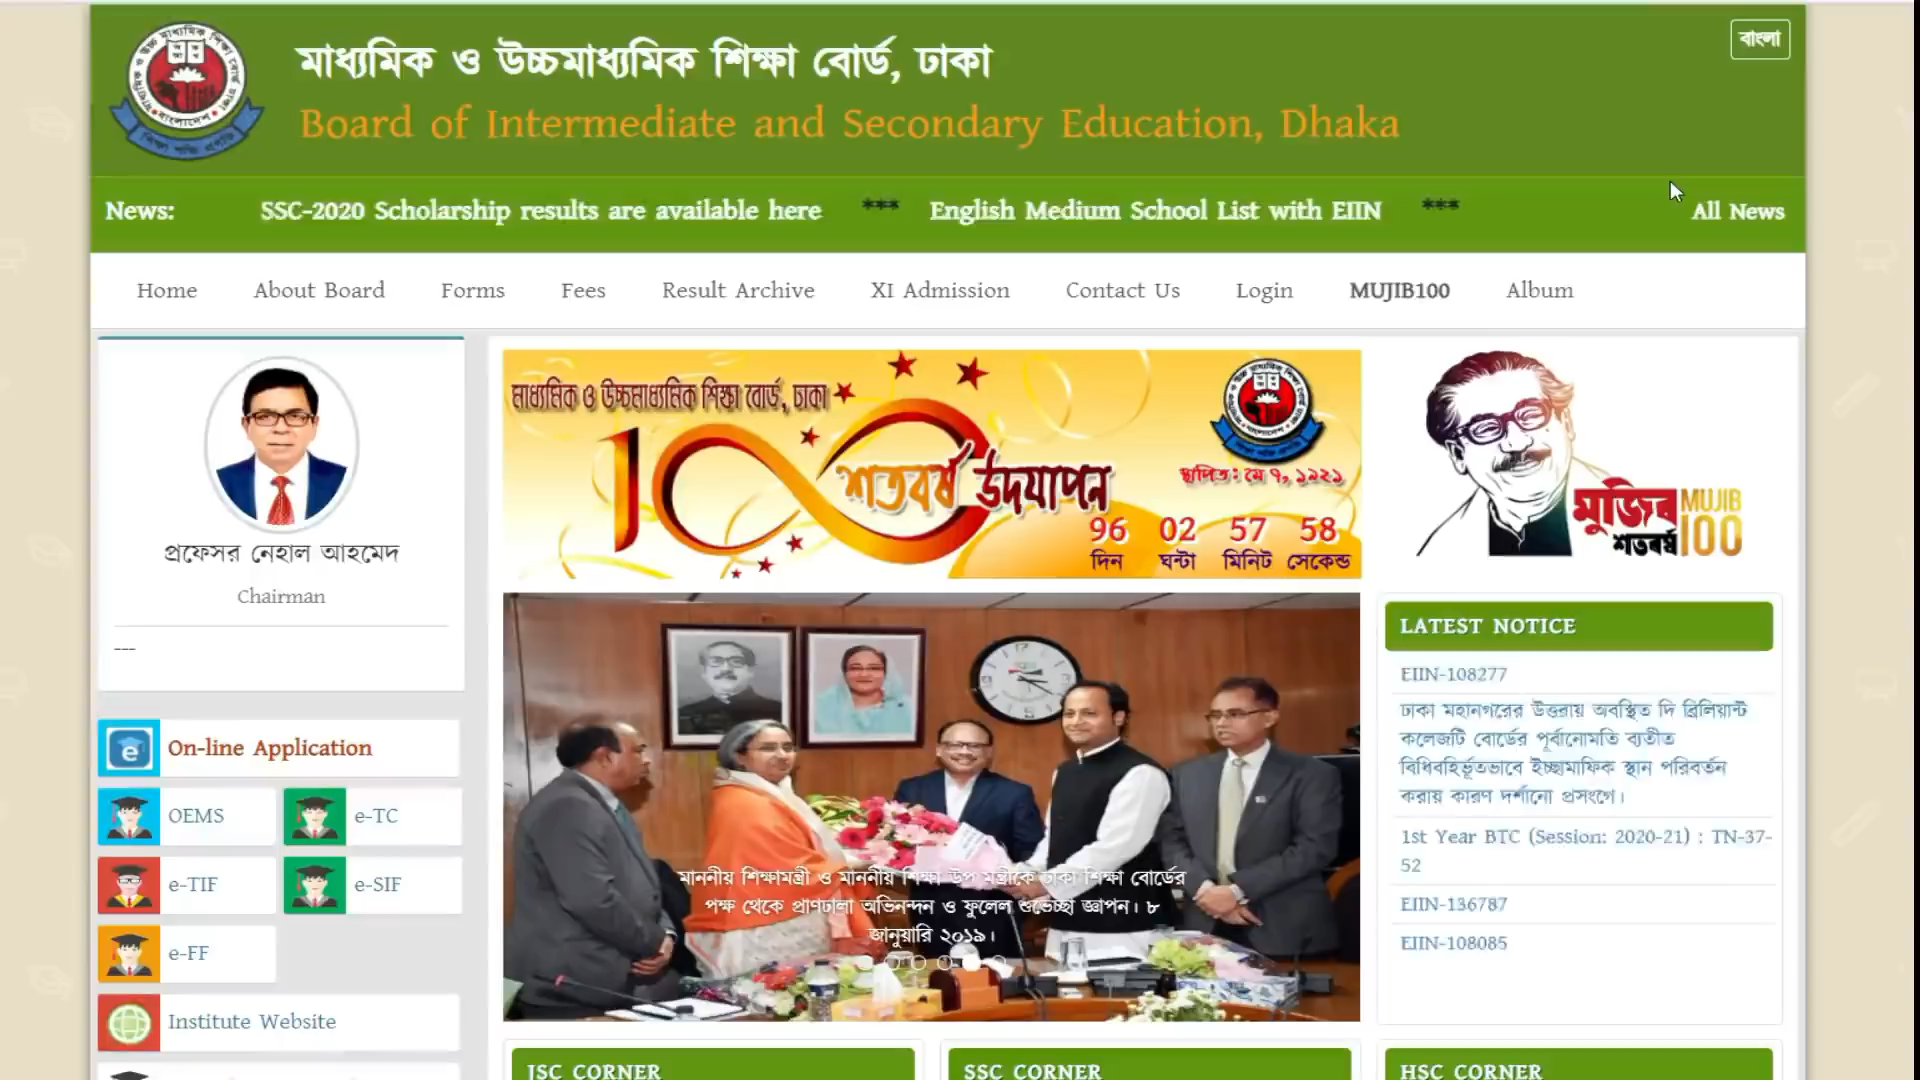 মাধ্যমিক ও উচ্চমাধ্যমিক শিক্ষা বোর্ড, ঢাকা
বাংলা
Board of Intermediate and Secondary Education, Dhaka
News: SSC-2020 Scholarship results are available here *** English Medium School List with EIIN *** All News
Home About Board Forms Fees Result Archive XI Admission Contact Us Login MUJIB100 Album
প্রফেসর নেহাল আহমেদ
Chairman
---
On-line Application
OEMS e-TC
e-TIF e-SIF
e-FF
Institute Website
মাধ্যমিক ও উচ্চমাধ্যমিক শিক্ষা বোর্ড, ঢাকা
100
শতবর্ষ উদযাপন
স্থাপিত: মে ৭, ১৯২১
96 02 57 58
দিন ঘন্টা মিনিট সেকেন্ড
মুজিব MUJIB
শতবর্ষ 100
মাননীয় শিক্ষামন্ত্রী ও মাননীয় শিক্ষা উপ মন্ত্রীকে ঢাকা শিক্ষা বোর্ডের
পক্ষ থেকে প্রাণঢালা অভিনন্দন ও ফুলেল শুভেচ্ছা জ্ঞাপন। ৮
জানুয়ারি ২০১৯।
LATEST NOTICE
EIIN-108277
ঢাকা মহানগরের উত্তরায় অবস্থিত দি ব্রিলিয়ান্ট
কলেজটি বোর্ডের পূর্বানোমতি ব্যতীত
বিধিবহির্ভূতভাবে ইচ্ছামাফিক স্থান পরিবর্তন
করায় কারণ দর্শানো প্রসংগে।
1st Year BTC (Session: 2020-21) : TN-37-
52
EIIN-136787
EIIN-108085
JSC CORNER
SSC CORNER
HSC CORNER